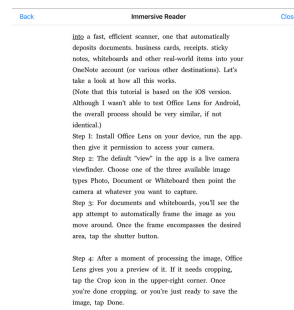 Back Immersive Reader Clos
into a fast, efficient scanner, one that automatically
deposits documents. business cards, receipts. sticky
notes, whiteboards and other real-world items into your
OneNote account (or various other destinations). Let's
take a look at how all this works.
(Note that this tutorial is based on the iOS version.
Although I wasn't able to test Office Lens for Android,
the overall process should be very similar, if not
identical.)
Step I: Install Office Lens on your device, run the app.
then give it permission to access your camera.
Step 2: The default "view" in the app is a live camera
viewfinder. Choose one of the three available image
types Photo, Document or Whiteboard then point the
camera at whatever you want to capture.
Step 3: For documents and whiteboards, you'll see the
app attempt to automatically frame the image as you
move around. Once the frame encompasses the desired
area, tap the shutter button.
Step 4: After a moment of processing the image, Office
Lens gives you a preview of it. If it needs cropping,
tap the Crop icon in the upper-right corner. Once
you're done cropping. or you're just ready to save the
image, tap Done.